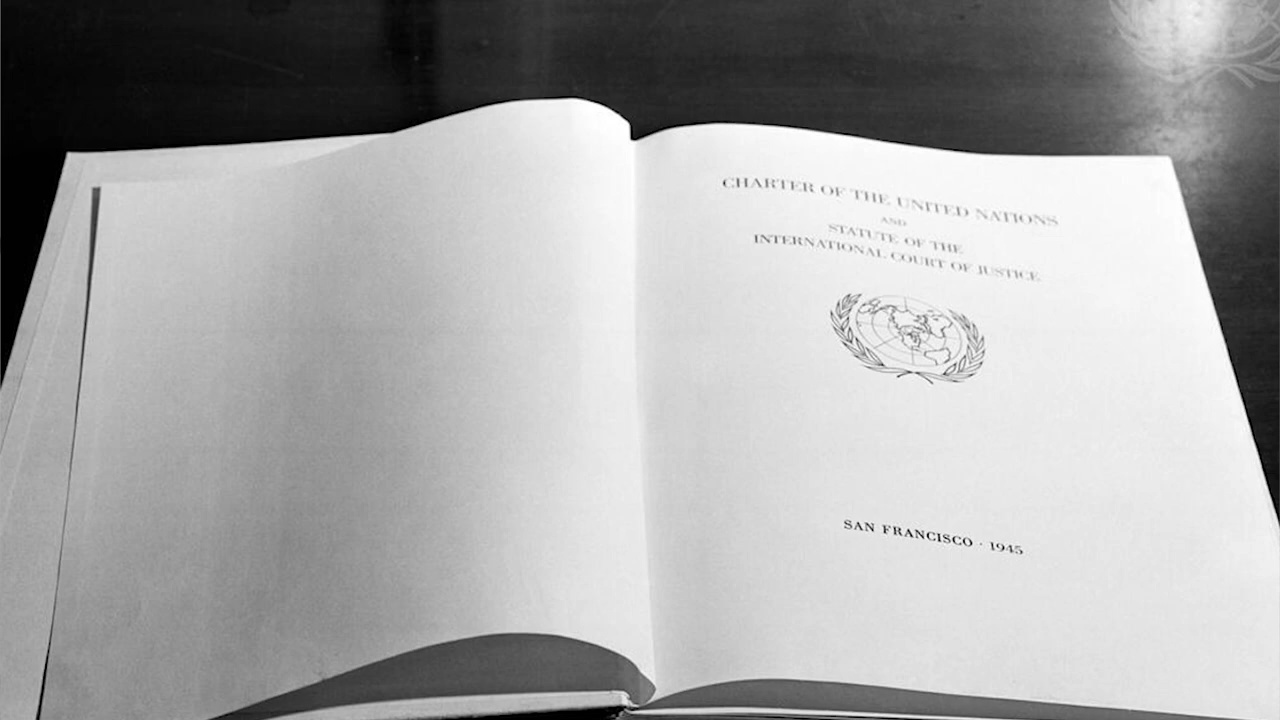 CHARTER OF THE UNITED NATIONS
AND
STATUTE OF THE
INTERNATIONAL COURT OF JUSTICE
SAN FRANCISCO · 1945